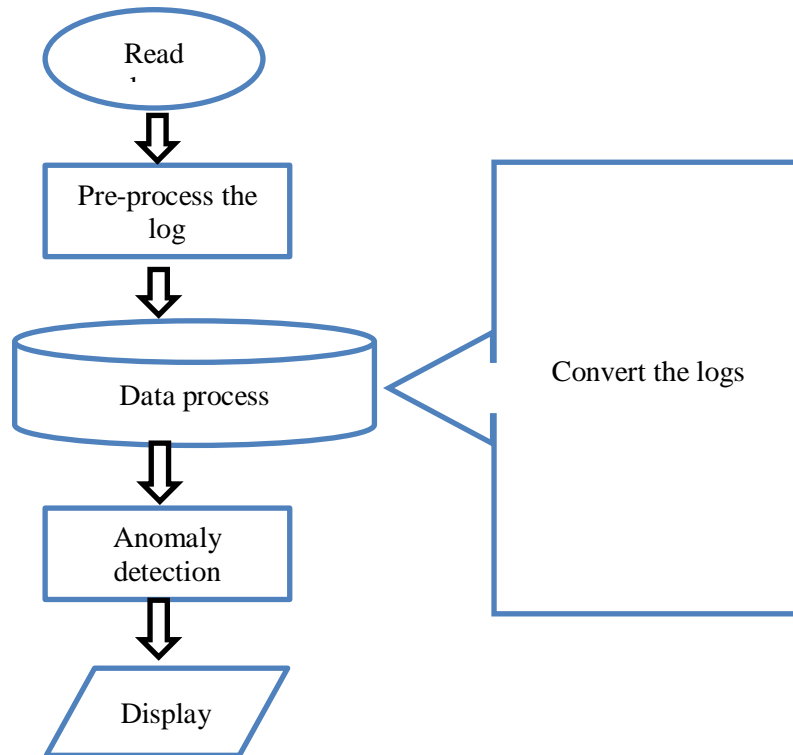 Read
Pre-process the
log
Data process
Convert the logs
Anomaly
detection
Display